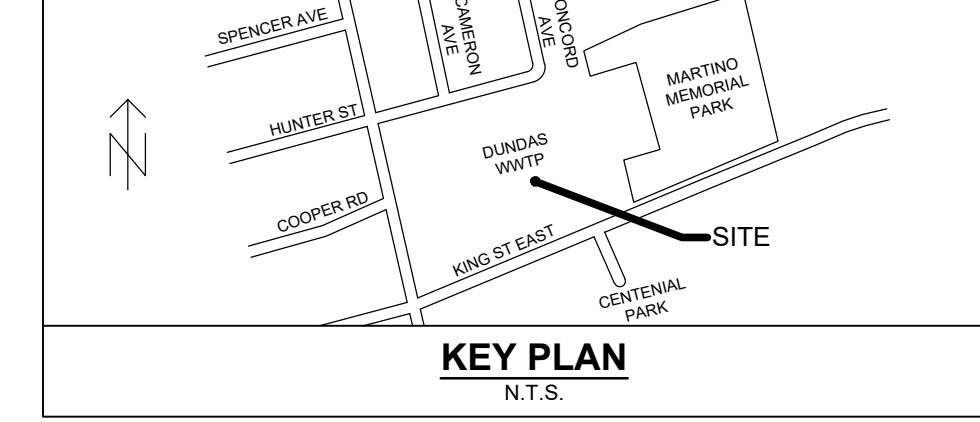 SPENCER AVE
CAMERON
AVE
ONCORD
AVE
MARTINO
MEMORIAL
PARK
HUNTER ST
N
DUNDAS
WWTP
COOPER RD
KING ST EAST
SITE
CENTENIAL
PARK
KEY PLAN
N.T.S.